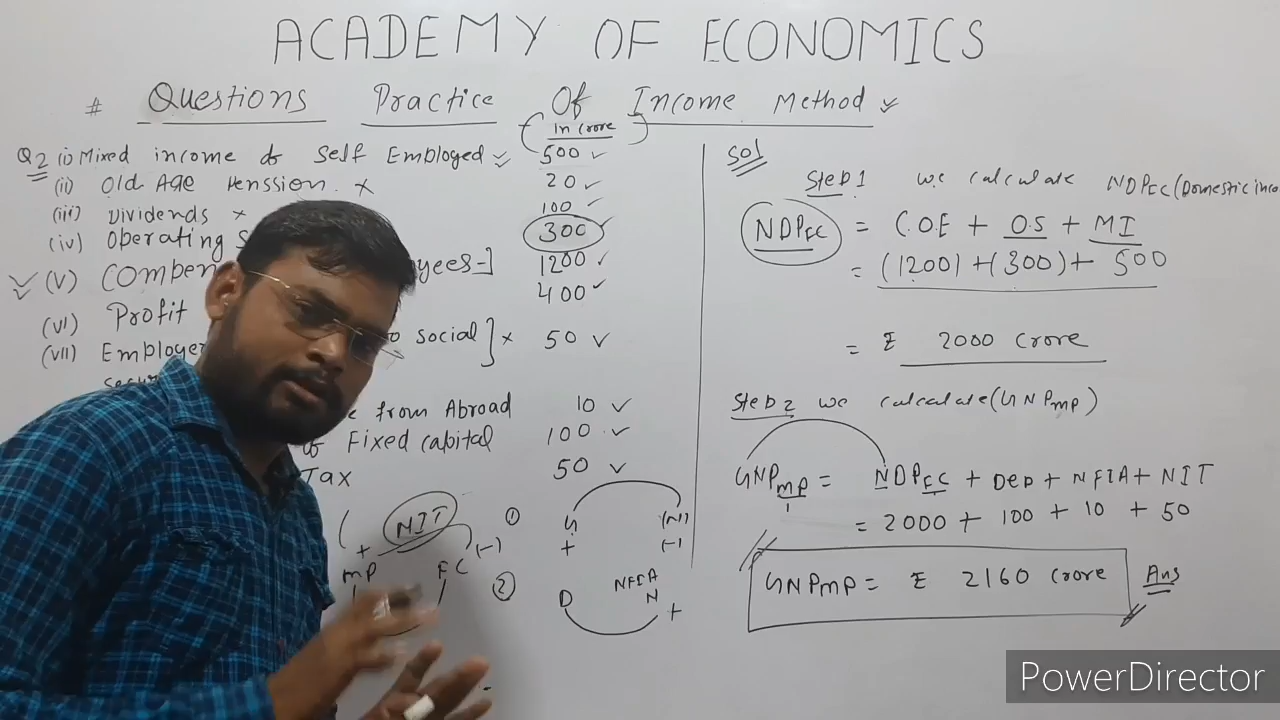 ACADEMY OF ECONOMICS
# Questions Practice Of Income Method
(In crore)
Q2 (i) Mixed income of Self Employed 500
(ii) Old Age Penssion x 20
(iii) Dividends x 100
(iv) Operating S 300
(v) Compen yees-] 1200
(vi) Profit 400
(vii) Employer o Social ] x 50
secur
from Abroad 10
of Fixed capital 100
Tax 50
NIT
+ (-) ①
MP FC
②
G (N)
+ (-)
NFIA
D N
+
Sol
Step 1 we calculate NDPFC (Domestic inco
NDPFC = C.O.E + O.S + MI
= (1200) + (300) + 500
= ₹ 2000 Crore
Step 2 we calculate (GNPMP)
GNPMP = NDPFC + Dep + NFIA + NIT
= 2000 + 100 + 10 + 50
GNPMP = ₹ 2160 Crore Ans
PowerDirector